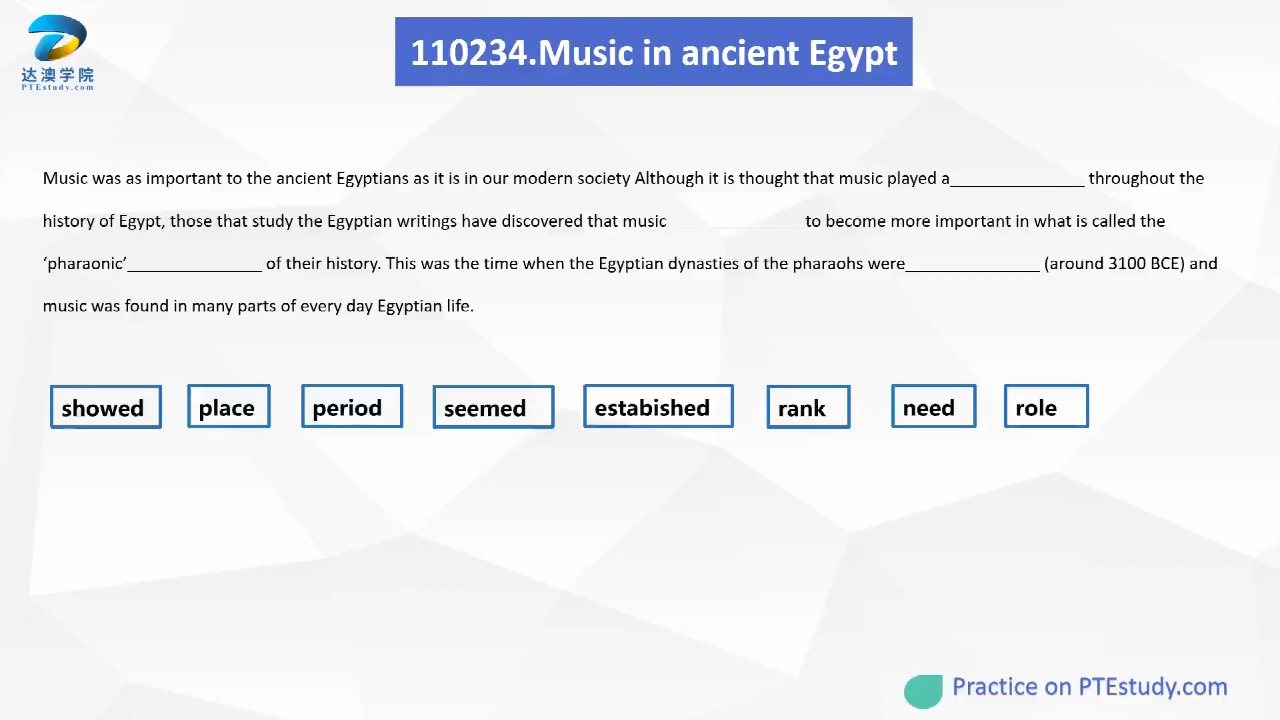 达澳学院
PTEstudy.com
110234.Music in ancient Egypt
Music was as important to the ancient Egyptians as it is in our modern society Although it is thought that music played a_______________ throughout the
history of Egypt, those that study the Egyptian writings have discovered that music _______________ to become more important in what is called the
‘pharaonic’_______________ of their history. This was the time when the Egyptian dynasties of the pharaohs were_______________ (around 3100 BCE) and
music was found in many parts of every day Egyptian life.
showed place period seemed estabished rank need role
Practice on PTEstudy.com